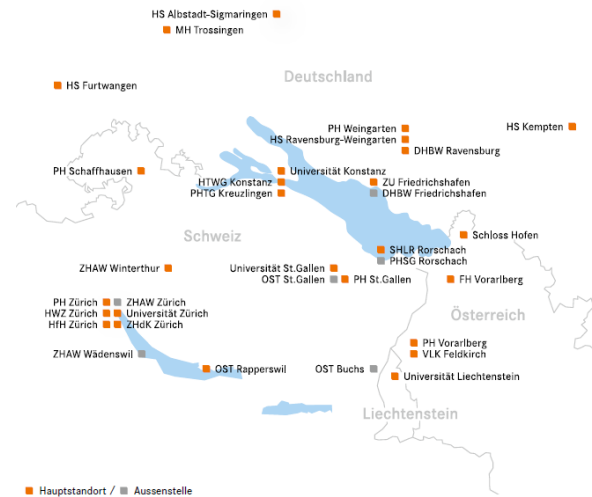 HS Albstadt-Sigmaringen
MH Trossingen
Deutschland
HS Furtwangen
PH Weingarten
HS Kempten
HS Ravensburg-Weingarten
DHBW Ravensburg
PH Schaffhausen
Universität Konstanz
HTWG Konstanz
ZU Friedrichshafen
PHTG Kreuzlingen
DHBW Friedrichshafen
Schweiz
Schloss Hofen
SHLR Rorschach
PHSG Rorschach
ZHAW Winterthur
Universität St.Gallen
OST St.Gallen
PH St.Gallen
FH Vorarlberg
PH Zürich
ZHAW Zürich
HWZ Zürich
Universität Zürich
HfH Zürich
ZHdK Zürich
Österreich
PH Vorarlberg
VLK Feldkirch
ZHAW Wädenswil
OST Rapperswil
OST Buchs
Universität Liechtenstein
Liechtenstein
Hauptstandort / Aussenstelle